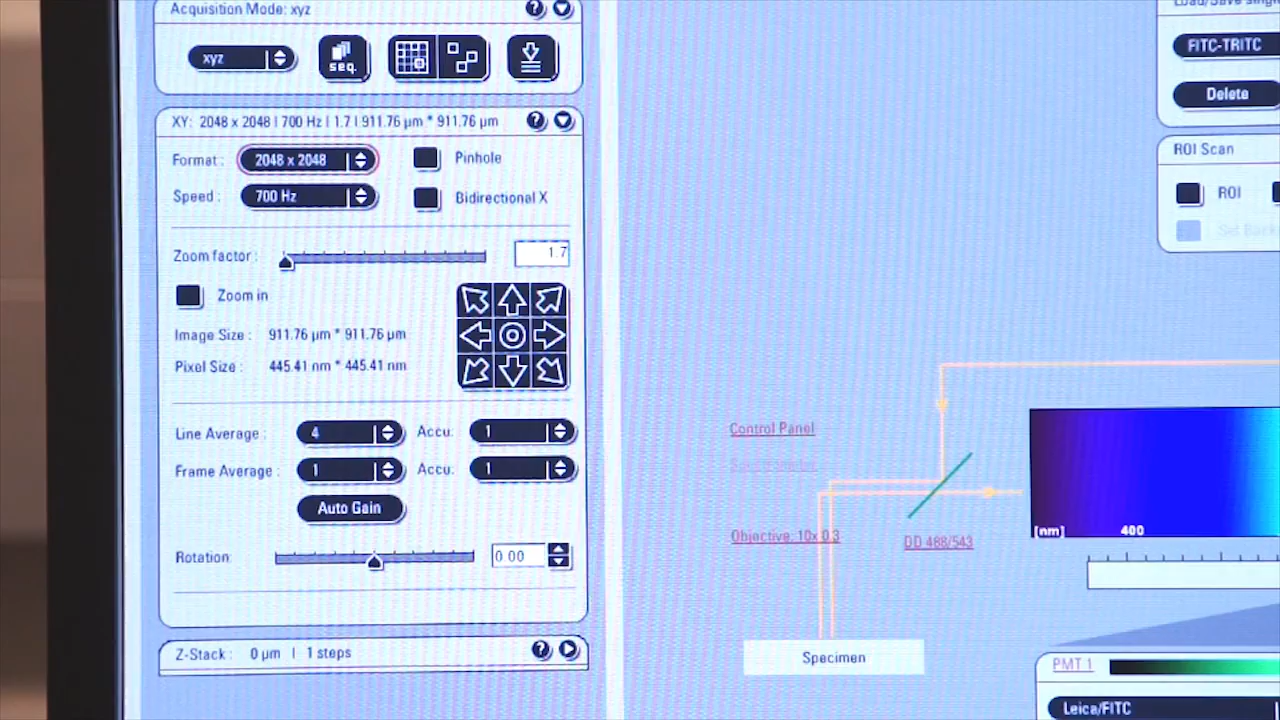 Acquisition Mode: xyz
xyz
seq.
XY: 2048 x 2048 | 700 Hz | 1.7 | 911.76 µm * 911.76 µm
Format : 2048 x 2048 Pinhole
Speed : 700 Hz Bidirectional X
Zoom factor : 1.7
Zoom in
Image Size : 911.76 µm * 911.76 µm
Pixel Size : 445.41 nm * 445.41 nm
Line Average : 4 Accu: 1
Frame Average : 1 Accu: 1
Auto Gain
Rotation: 0.00
Z-Stack : 0 µm | 1 steps
Control Panel
Objective: 10x 0.3
DD 488/543
Specimen
Load/Save
FITC-TRITC
Delete
ROI Scan
ROI
Set
[nm] 400
PMT 1
Leica/FITC